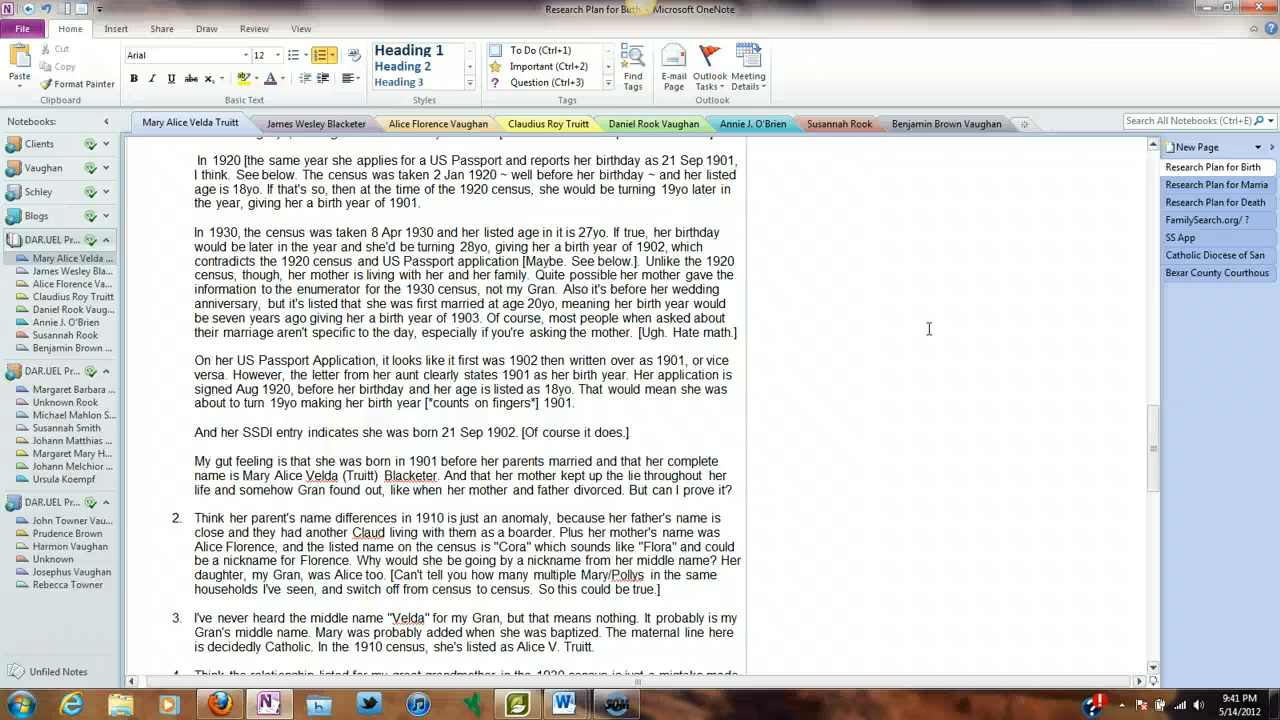 Research Plan for Birth - Microsoft OneNote
File
Home
Insert
Share
Draw
Review
View
Paste
Cut
Copy
Format Painter
Clipboard
Arial
12
B I U abc x₂
A
Basic Text
Heading 1
Heading 2
Heading 3
Styles
To Do (Ctrl+1)
Important (Ctrl+2)
Question (Ctrl+3)
Tags
Find
Tags
E-mail
Page
Outlook
Tasks
Meeting
Details
Outlook
Notebooks:
Mary Alice Velda Truitt
James Wesley Blacketer
Alice Florence Vaughan
Claudius Roy Truitt
Daniel Rook Vaughan
Annie J. O'Brien
Susannah Rook
Benjamin Brown Vaughan
Search All Notebooks (Ctrl+E)
Clients
Vaughan
Schley
Blogs
DAR.UEL Pr...
Mary Alice Velda ...
James Wesley Bla...
Alice Florence Va...
Claudius Roy Truitt
Daniel Rook Vaug...
Annie J. O'Brien
Susannah Rook
Benjamin Brown ...
DAR.UEL Pr...
Margaret Barbara ...
Unknown Rock
Michael Mahlon S...
Susannah Smith
Johann Matthias ...
Margaret Mary H...
Johann Melchior ...
Ursula Koempf
DAR.UEL Pr...
John Towner Vau...
Prudence Brown
Harmon Vaughan
Unknown
Josephus Vaughan
Rebecca Towner
Unfiled Notes
In 1920 [the same year she applies for a US Passport and reports her birthday as 21 Sep 1901,
I think. See below. The census was taken 2 Jan 1920 ~ well before her birthday ~ and her listed
age is 18yo. If that's so, then at the time of the 1920 census, she would be turning 19yo later in
the year, giving her a birth year of 1901.
In 1930, the census was taken 8 Apr 1930 and her listed age in it is 27yo. If true, her birthday
would be later in the year and she'd be turning 28yo, giving her a birth year of 1902, which
contradicts the 1920 census and US Passport application [Maybe. See below.]. Unlike the 1920
census, though, her mother is living with her and her family. Quite possible her mother gave the
information to the enumerator for the 1930 census, not my Gran. Also it's before her wedding
anniversary, but it's listed that she was first married at age 20yo, meaning her birth year would
be seven years ago giving her a birth year of 1903. Of course, most people when asked about
their marriage aren't specific to the day, especially if you're asking the mother. [Ugh. Hate math.]
On her US Passport Application, it looks like it first was 1902 then written over as 1901, or vice
versa. However, the letter from her aunt clearly states 1901 as her birth year. Her application is
signed Aug 1920, before her birthday and her age is listed as 18yo. That would mean she was
about to turn 19yo making her birth year [*counts on fingers*] 1901.
And her SSDI entry indicates she was born 21 Sep 1902. [Of course it does.]
My gut feeling is that she was born in 1901 before her parents married and that her complete
name is Mary Alice Velda (Truitt) Blacketer. And that her mother kept up the lie throughout her
life and somehow Gran found out, like when her mother and father divorced. But can I prove it?
2. Think her parent's name differences in 1910 is just an anomaly, because her father's name is
close and they had another Claud living with them as a boarder. Plus her mother's name was
Alice Florence, and the listed name on the census is "Cora" which sounds like "Flora" and could
be a nickname for Florence. Why would she be going by a nickname from her middle name? Her
daughter, my Gran, was Alice too. [Can't tell you how many multiple Mary/Pollys in the same
households I've seen, and switch off from census to census. So this could be true.]
3. I've never heard the middle name "Velda" for my Gran, but that means nothing. It probably is my
Gran's middle name. Mary was probably added when she was baptized. The maternal line here
is decidedly Catholic. In the 1910 census, she's listed as Alice V. Truitt.
New Page
Research Plan for Birth
Research Plan for Marria
Research Plan for Death
FamilySearch.org/ ?
SS App
Catholic Diocese of San
Bexar County Courthous
9:41 PM
5/14/2012